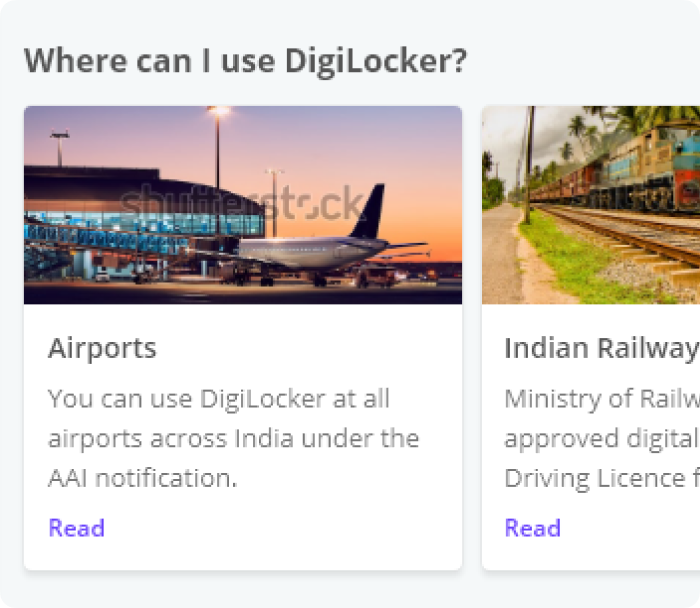 Where can I use DigiLocker?
shutterstock
Airports
You can use DigiLocker at all
airports across India under the
AAI notification.
Read
Indian Railway
Ministry of Railw
approved digital
Driving Licence f
Read